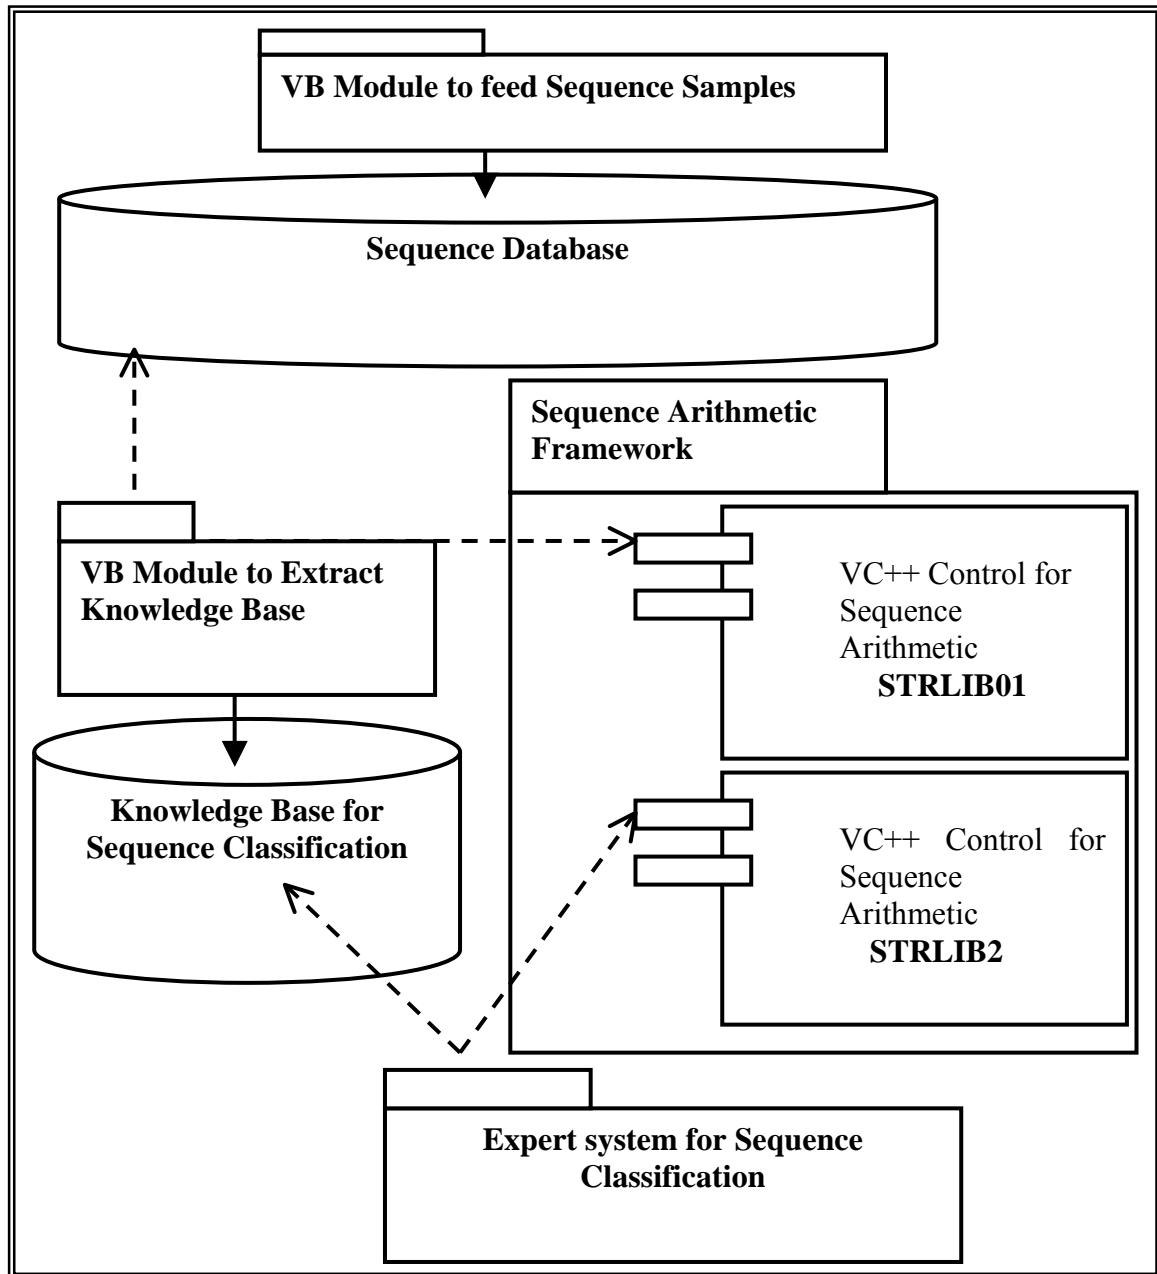 VB Module to feed Sequence Samples
Sequence Database
Sequence Arithmetic
Framework
VB Module to Extract
Knowledge Base
VC++ Control for
Sequence
Arithmetic
STRLIB01
Knowledge Base for
Sequence Classification
VC++ Control for
Sequence
Arithmetic
STRLIB2
Expert system for Sequence
Classification